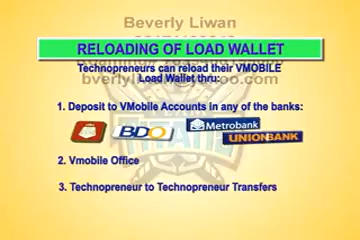 Beverly Liwan
RELOADING OF LOAD WALLET
Technopreneurs can reload their VMOBILE
Load Wallet thru:
1. Deposit to VMobile Accounts in any of the banks:
BDO
Metrobank
UNIONBANK
2. Vmobile Office
3. Technopreneur to Technopreneur Transfers